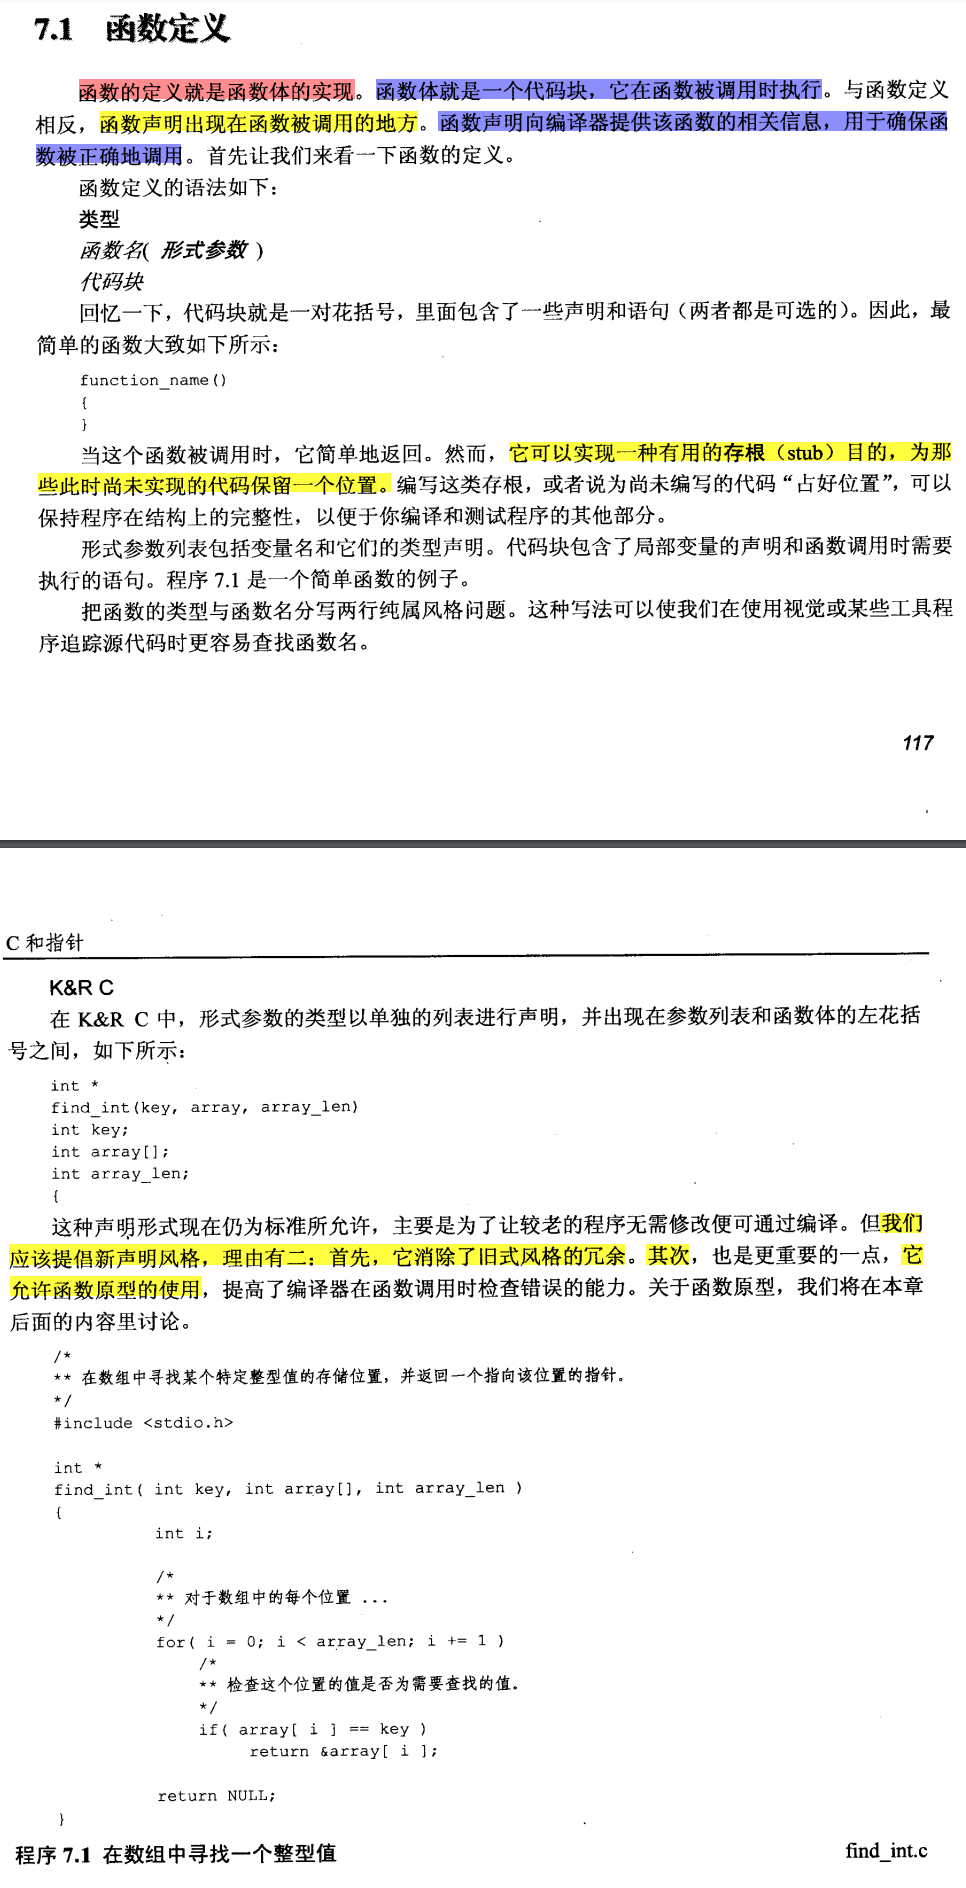 7.1 函数定义
函数的定义就是函数体的实现。函数体就是一个代码块，它在函数被调用时执行。与函数定义
相反，函数声明出现在函数被调用的地方。函数声明向编译器提供该函数的相关信息，用于确保函
数被正确地调用。首先让我们来看一下函数的定义。
函数定义的语法如下：
类型
函数名( 形式参数 )
代码块
回忆一下，代码块就是一对花括号，里面包含了一些声明和语句（两者都是可选的）。因此，最
简单的函数大致如下所示：
function_name()
{
}
当这个函数被调用时，它简单地返回。然而，它可以实现一种有用的存根（stub）目的，为那
些此时尚未实现的代码保留一个位置。编写这类存根，或者说为尚未编写的代码“占好位置”，可以
保持程序在结构上的完整性，以便于你编译和测试程序的其他部分。
形式参数列表包括变量名和它们的类型声明。代码块包含了局部变量的声明和函数调用时需要
执行的语句。程序 7.1 是一个简单函数的例子。
把函数的类型与函数名分写两行纯属风格问题。这种写法可以使我们在使用视觉或某些工具程
序追踪源代码时更容易查找函数名。
117
C 和指针
K&R C
在 K&R C 中，形式参数的类型以单独的列表进行声明，并出现在参数列表和函数体的左花括
号之间，如下所示：
int *
find_int(key, array, array_len)
int key;
int array[];
int array_len;
{
这种声明形式现在仍为标准所允许，主要是为了让较老的程序无需修改便可通过编译。但我们
应该提倡新声明风格，理由有二：首先，它消除了旧式风格的冗余。其次，也是更重要的一点，它
允许函数原型的使用，提高了编译器在函数调用时检查错误的能力。关于函数原型，我们将在本章
后面的内容里讨论。
/*
** 在数组中寻找某个特定整型值的存储位置，并返回一个指向该位置的指针。
*/
#include <stdio.h>
int *
find_int( int key, int array[], int array_len )
{
int i;
/*
** 对于数组中的每个位置 ...
*/
for( i = 0; i < array_len; i += 1 )
/*
** 检查这个位置的值是否为需要查找的值。
*/
if( array[ i ] == key )
return &array[ i ];
return NULL;
}
程序 7.1 在数组中寻找一个整型值 find_int.c